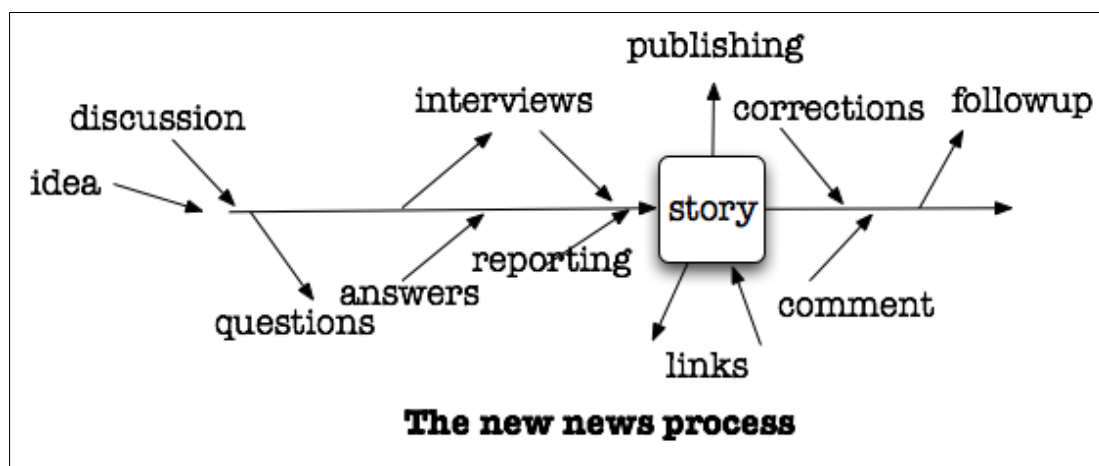 publishing
interviews
corrections
followup
discussion
idea
story
reporting
answers
questions
comment
links
The new news process